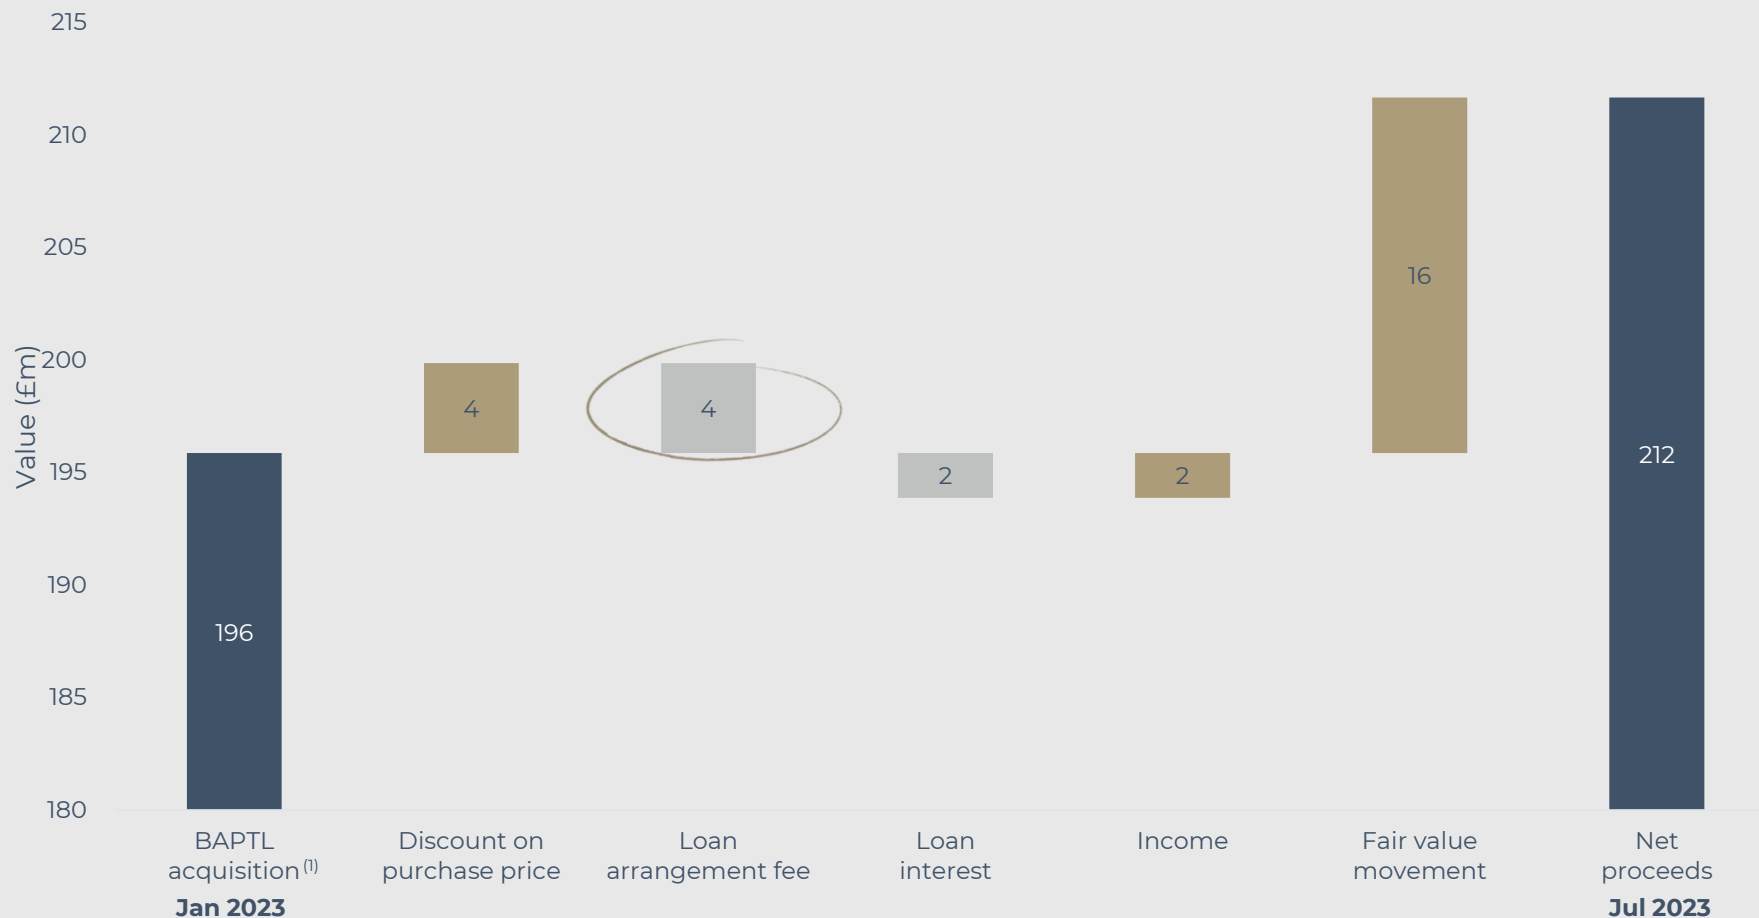 215
210
205
200
195
190
185
180
Value (£m)
196
4
4
2
2
16
212
BAPTL
acquisition (1)
Jan 2023
Discount on
purchase price
Loan
arrangement fee
Loan
interest
Income
Fair value
movement
Net
proceeds
Jul 2023